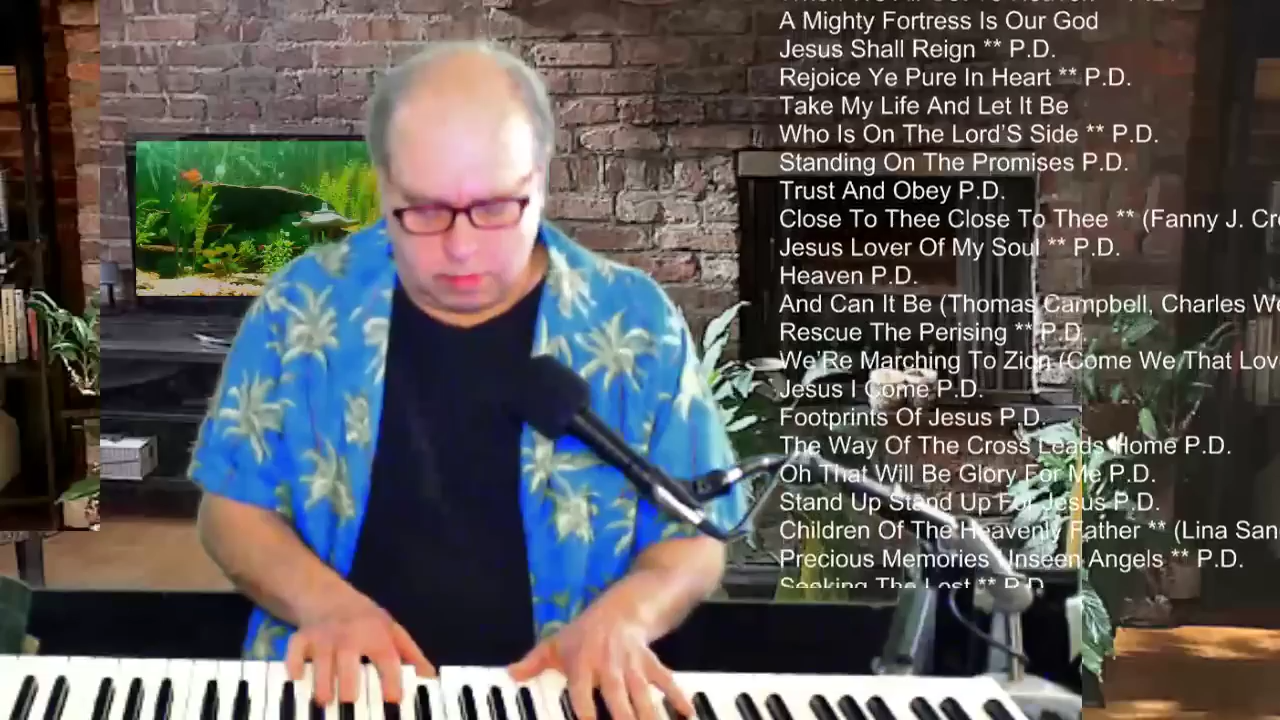 A Mighty Fortress Is Our God
Jesus Shall Reign ** P.D.
Rejoice Ye Pure In Heart ** P.D.
Take My Life And Let It Be
Who Is On The Lord'S Side ** P.D.
Standing On The Promises P.D.
Trust And Obey P.D.
Close To Thee Close To Thee ** (Fanny J. Cr
Jesus Lover Of My Soul ** P.D.
Heaven P.D.
And Can It Be (Thomas Campbell, Charles We
Rescue The Perising ** P.D.
We'Re Marching To Zion (Come We That Lov
Jesus I Come P.D.
Footprints Of Jesus P.D.
The Way Of The Cross Leads Home P.D.
Oh That Will Be Glory For Me P.D.
Stand Up Stand Up For Jesus P.D.
Children Of The Heavenly Father ** (Lina San
Precious Memories Unseen Angels ** P.D.
Seeking The Lost ** P.D.